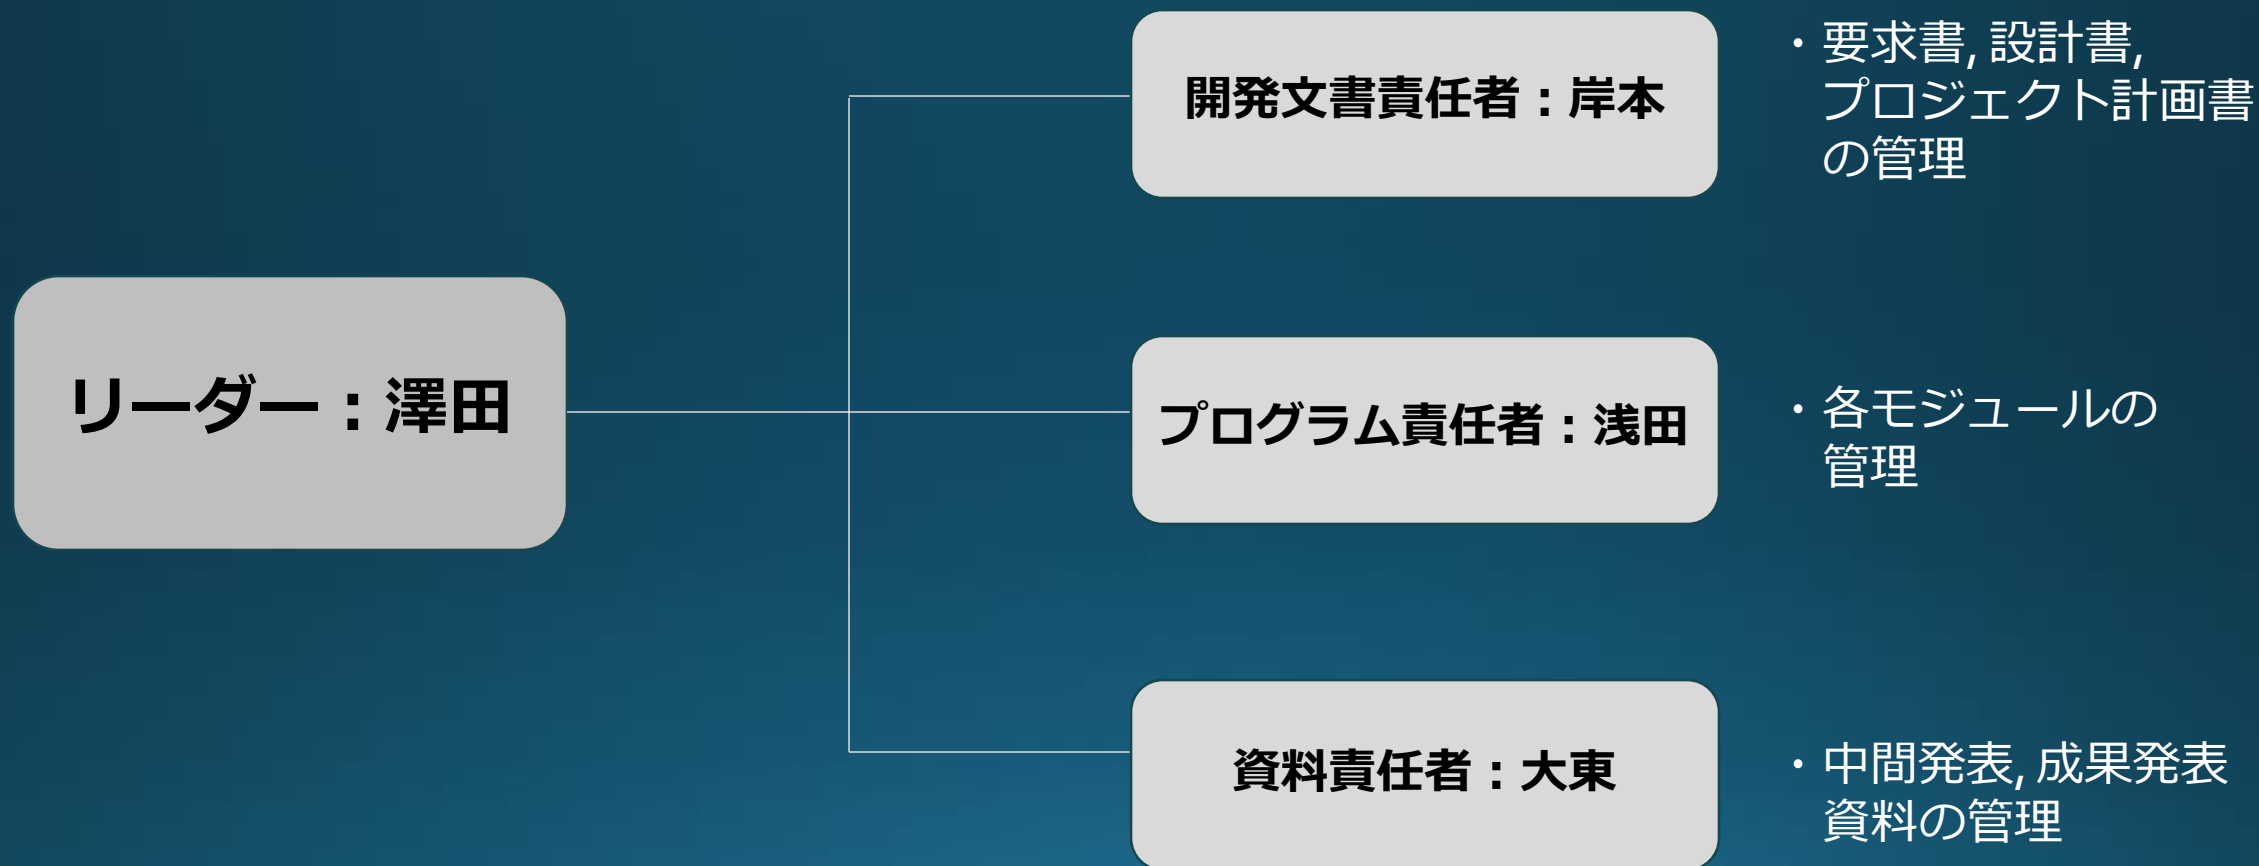 リーダー：澤田
開発文書責任者：岸本
・要求書, 設計書,
プロジェクト計画書
の管理
プログラム責任者：浅田
・各モジュールの
管理
資料責任者：大東
・中間発表, 成果発表
資料の管理